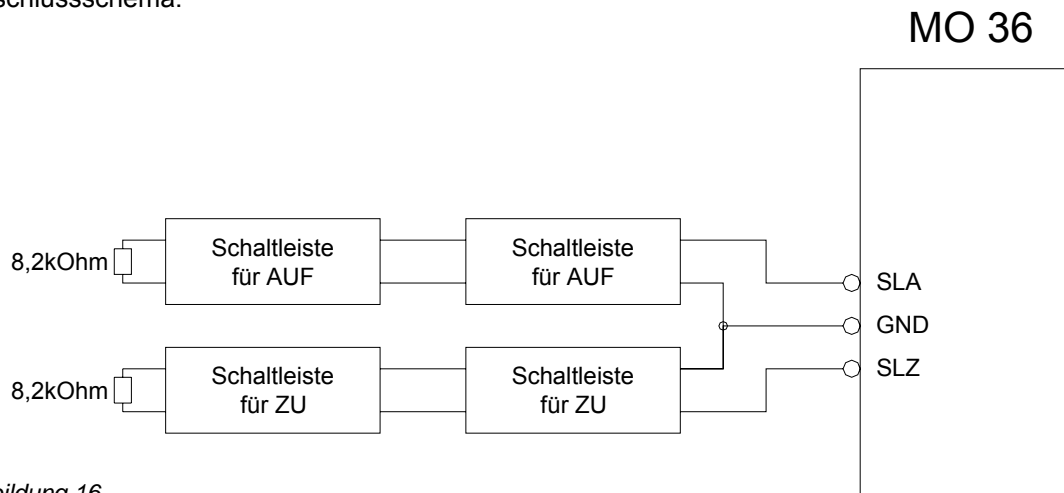 MO 36
8,2kOhm
Schaltleiste
für AUF
Schaltleiste
für AUF
SLA
GND
SLZ
8,2kOhm
Schaltleiste
für ZU
Schaltleiste
für ZU